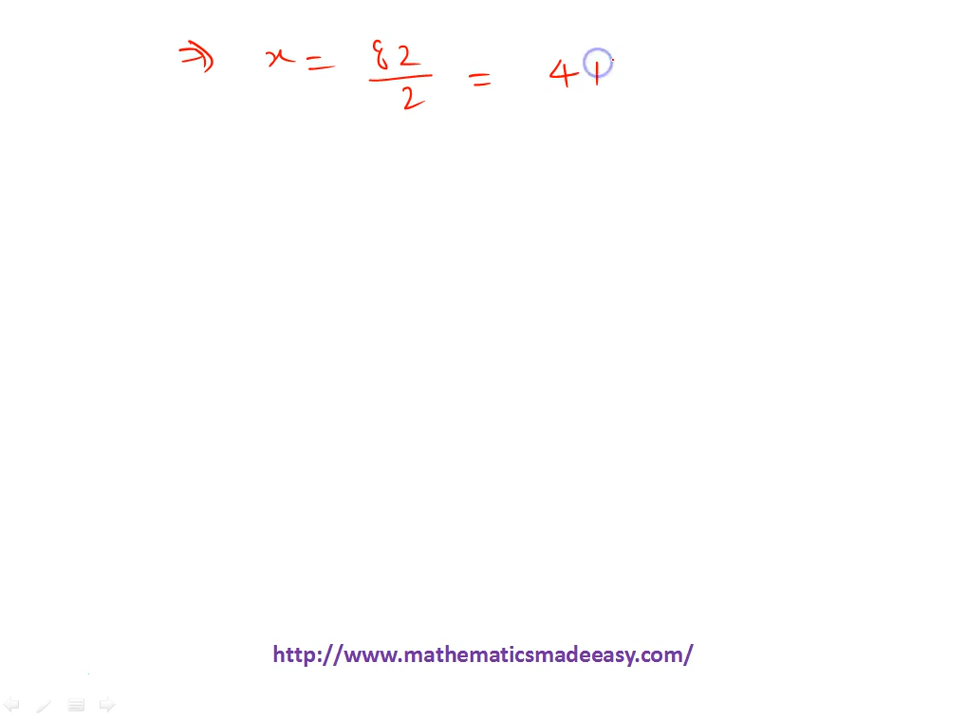 ⇒ x = 82/2 = 41
http://www.mathematicsmadeeasy.com/